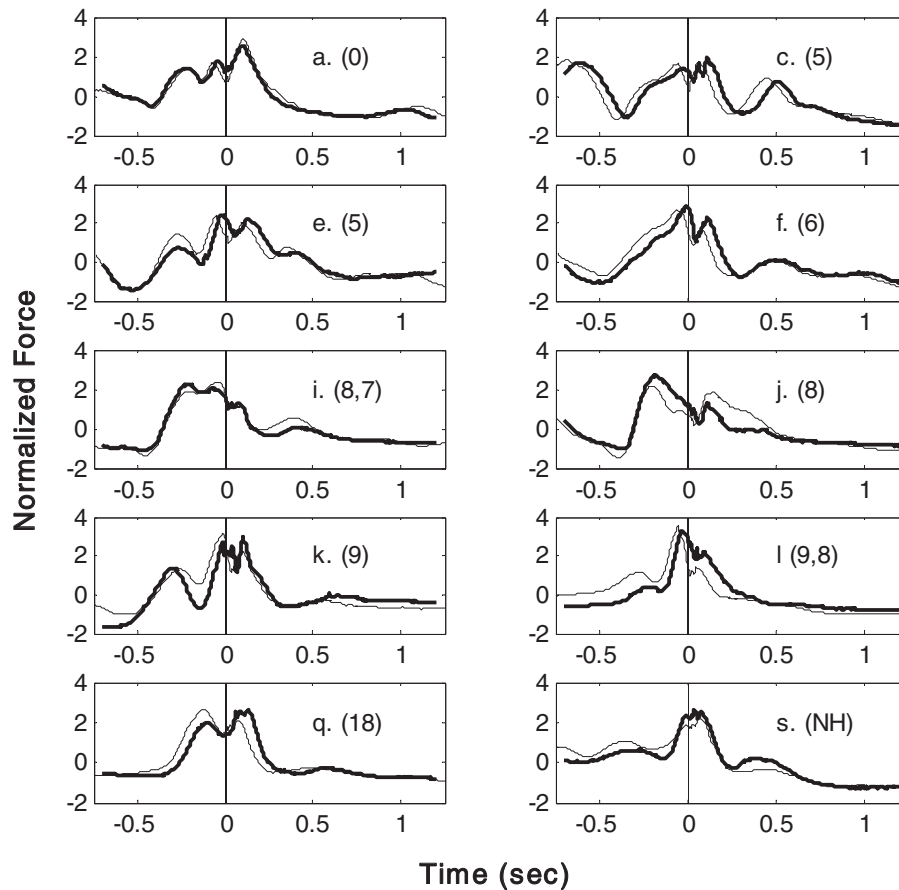 4 2 0 -2 a. (0) -0.5 0 0.5 1
4 2 0 -2 c. (5) -0.5 0 0.5 1
4 2 0 -2 e. (5) -0.5 0 0.5 1
4 2 0 -2 f. (6) -0.5 0 0.5 1
4 2 0 -2 i. (8,7) -0.5 0 0.5 1
4 2 0 -2 j. (8) -0.5 0 0.5 1
4 2 0 -2 k. (9) -0.5 0 0.5 1
4 2 0 -2 l (9,8) -0.5 0 0.5 1
4 2 0 -2 q. (18) -0.5 0 0.5 1
4 2 0 -2 s. (NH) -0.5 0 0.5 1
Normalized Force
Time (sec)